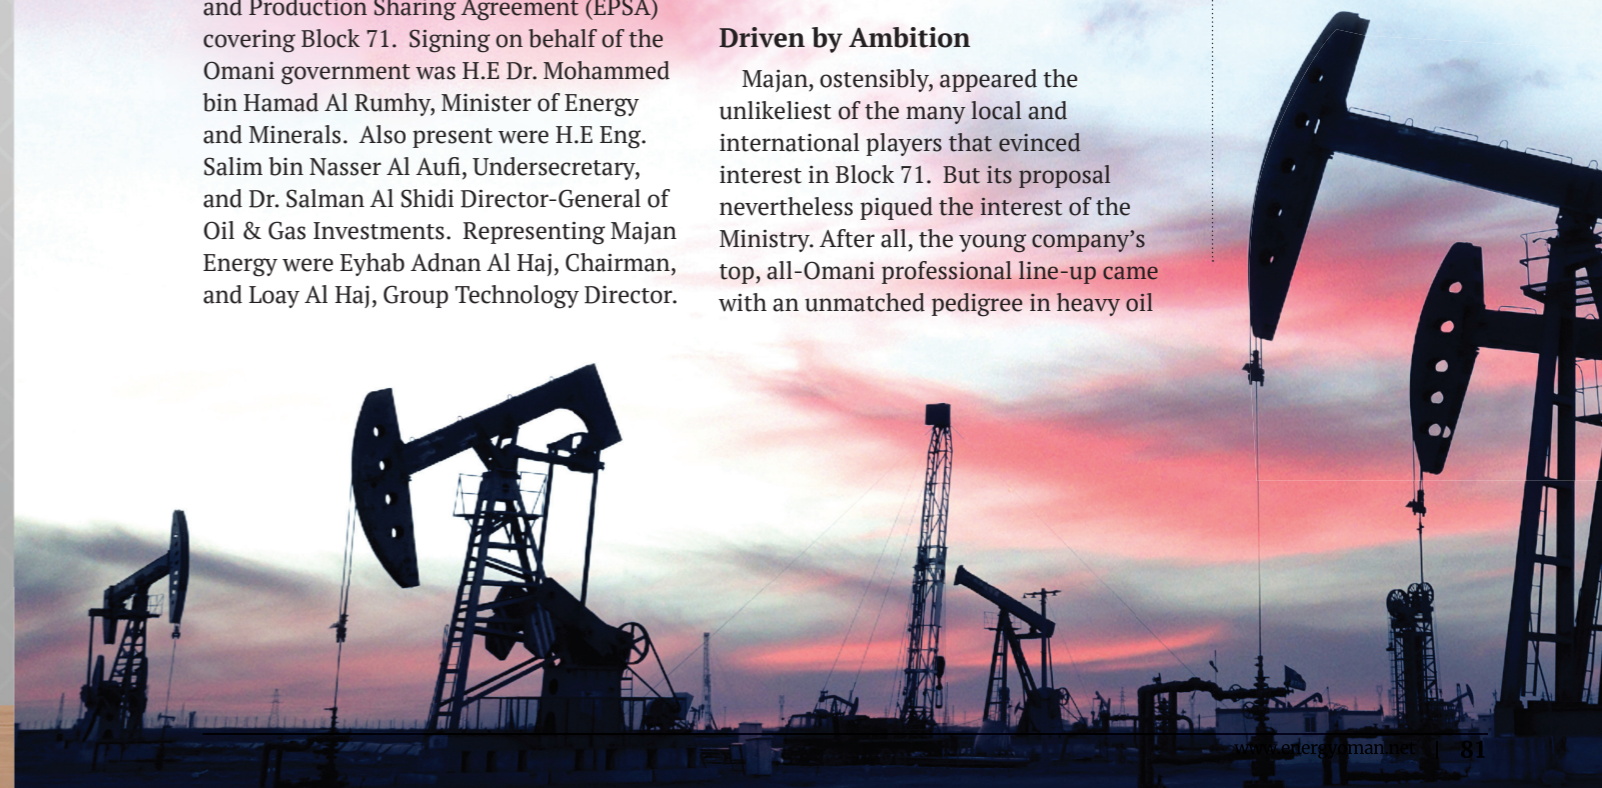 and Production Sharing Agreement (EPSA)
covering Block 71.  Signing on behalf of the
Omani government was H.E Dr. Mohammed
bin Hamad Al Rumhy, Minister of Energy
and Minerals.  Also present were H.E Eng.
Salim bin Nasser Al Aufi, Undersecretary,
and Dr. Salman Al Shidi Director-General of
Oil & Gas Investments.  Representing Majan
Energy were Eyhab Adnan Al Haj, Chairman,
and Loay Al Haj, Group Technology Director.
Driven by Ambition
Majan, ostensibly, appeared the
unlikeliest of the many local and
international players that evinced
interest in Block 71.  But its proposal
nevertheless piqued the interest of the
Ministry. After all, the young company’s
top, all-Omani professional line-up came
with an unmatched pedigree in heavy oil
www.energyoman.net | 81